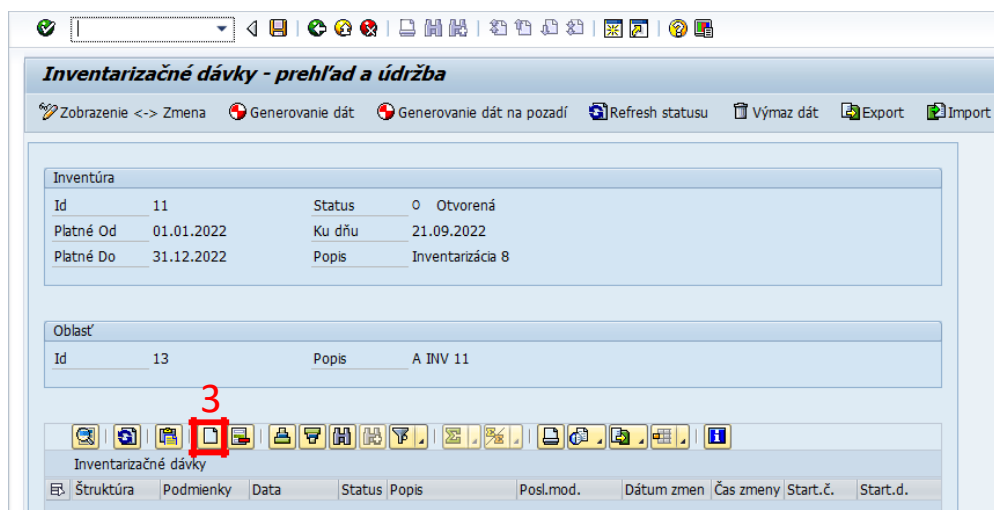 Inventarizačné dávky - prehľad a údržba
Zobrazenie <-> Zmena Generovanie dát Generovanie dát na pozadí Refresh statusu Výmaz dát Export Import
Inventúra
Id 11 Status O Otvorená
Platné Od 01.01.2022 Ku dňu 21.09.2022
Platné Do 31.12.2022 Popis Inventarizácia 8
Oblasť
Id 13 Popis A INV 11
3
Inventarizačné dávky
Štruktúra Podmienky Data Status Popis Posl.mod. Dátum zmen Čas zmeny Start.č. Start.d.